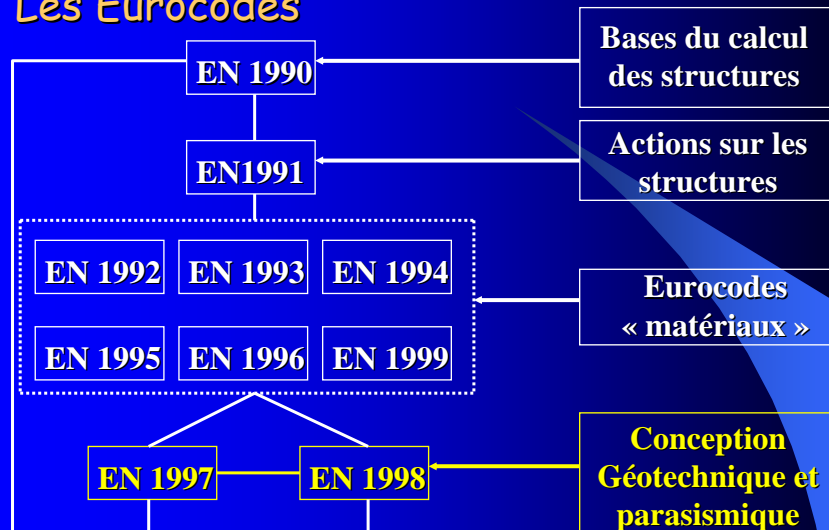 Les Eurocodes
EN 1990
Bases du calcul
des structures
EN1991
Actions sur les
structures
EN 1992
EN 1993
EN 1994
EN 1995
EN 1996
EN 1999
Eurocodes
« matériaux »
EN 1997
EN 1998
Conception
Géotechnique et
parasismique